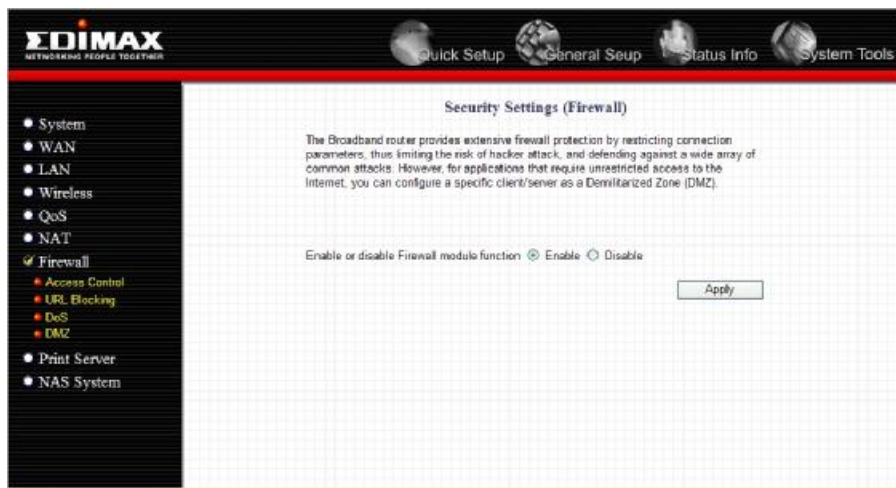 EDIMAX
NETWORKING PEOPLE TOGETHER
Quick Setup
General Seup
Status Info
System Tools
System
WAN
LAN
Wireless
QoS
NAT
Firewall
Access Control
URL Blocking
DoS
DMZ
Print Server
NAS System
Security Settings (Firewall)
The Broadband router provides extensive firewall protection by restricting connection
parameters, thus limiting the risk of hacker attack, and defending against a wide array of
common attacks. However, for applications that require unrestricted access to the
Internet, you can configure a specific client/server as a Demilitarized Zone (DMZ).
Enable or disable Firewall module function Enable Disable
Apply